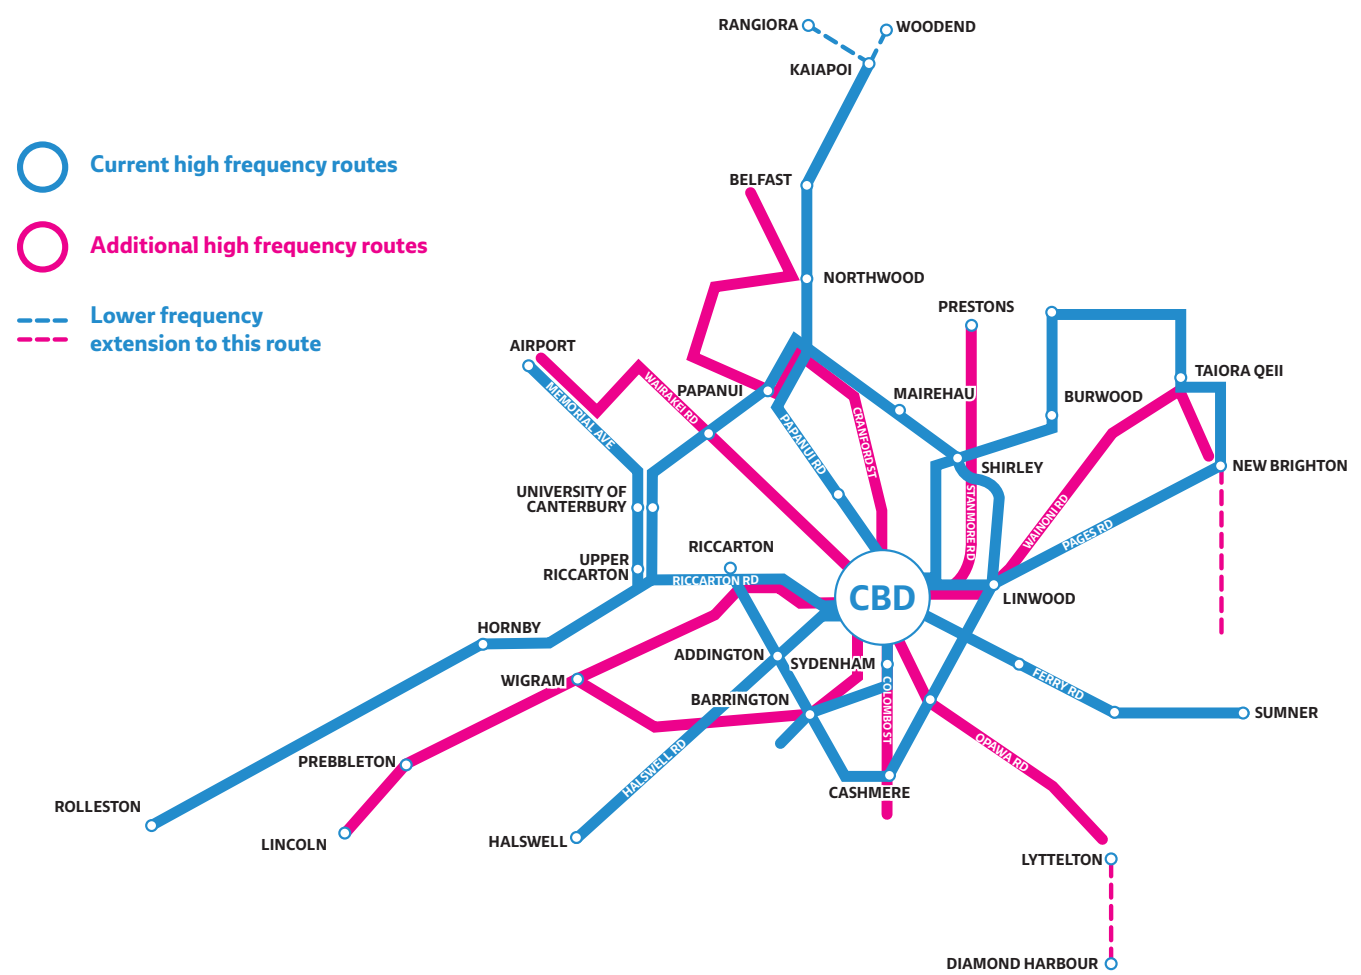 RANGIORA
WOODEND
KAIAPOI
Current high frequency routes
BELFAST
Additional high frequency routes
NORTHWOOD
PRESTONS
Lower frequency
extension to this route
AIRPORT
TAIORA QEII
WAIRAKEI RD
PAPANUI
MAIREHAU
BURWOOD
MEMORIAL AVE
PAPANUI RD
CRANFORD ST
SHIRLEY
NEW BRIGHTON
UNIVERSITY OF
CANTERBURY
STANMORE RD
WAINONI RD
PAGES RD
RICCARTON
UPPER
RICCARTON
RICCARTON RD
CBD
LINWOOD
HORNBY
ADDINGTON
SYDENHAM
WIGRAM
FERRY RD
BARRINGTON
COLOMBO ST
SUMNER
OPAWA RD
HALSWELL RD
PREBBLETON
CASHMERE
ROLLESTON
LINCOLN
HALSWELL
LYTTELTON
DIAMOND HARBOUR